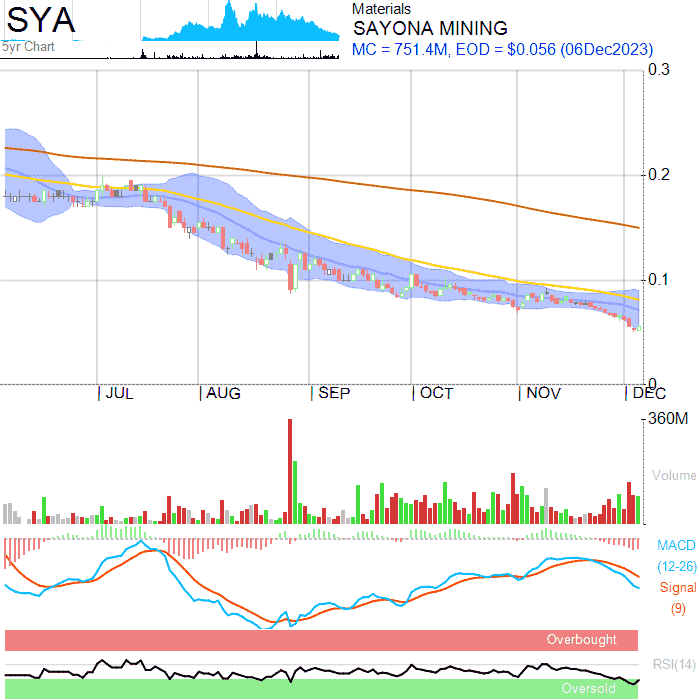 SYA
5yr Chart
Materials
SAYONA MINING
MC = 751.4M, EOD = $0.056 (06Dec2023)
0.3
0.2
0.1
0
JUL AUG SEP OCT NOV DEC
360M
Volume
MACD
(12-26)
Signal
(9)
Overbought
RSI(14)
Oversold